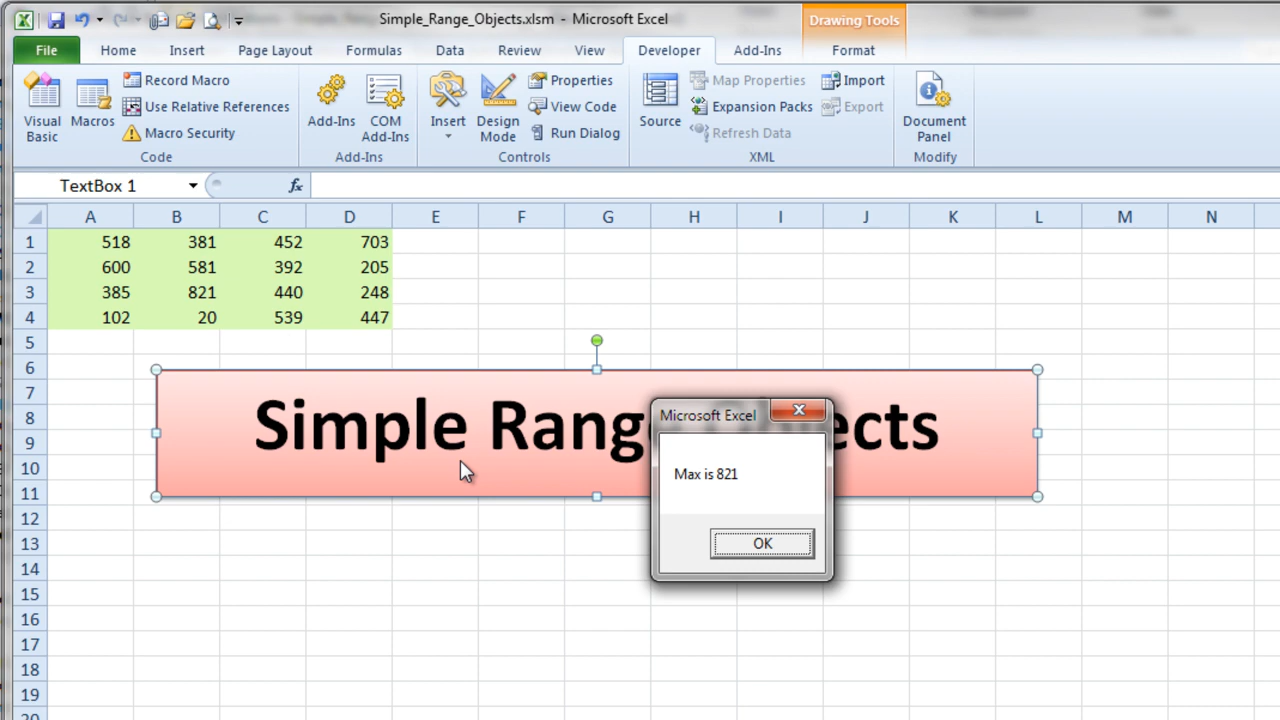 Simple_Range_Objects.xlsm - Microsoft Excel
Drawing Tools
File Home Insert Page Layout Formulas Data Review View Developer Add-Ins Format
Visual Basic
Macros
Record Macro
Use Relative References
Macro Security
Code
Add-Ins
COM Add-Ins
Add-Ins
Insert
Design Mode
Properties
View Code
Run Dialog
Controls
Source
Map Properties
Expansion Packs
Refresh Data
Import
Export
XML
Document Panel
Modify
TextBox 1 fx
A B C D E F G H I J K L M N
1 518 381 452 703
2 600 581 392 205
3 385 821 440 248
4 102 20 539 447
5
6
7
8
9
10
11
12
13
14
15
16
17
18
19
20
Simple Range Objects
Microsoft Excel
Max is 821
OK